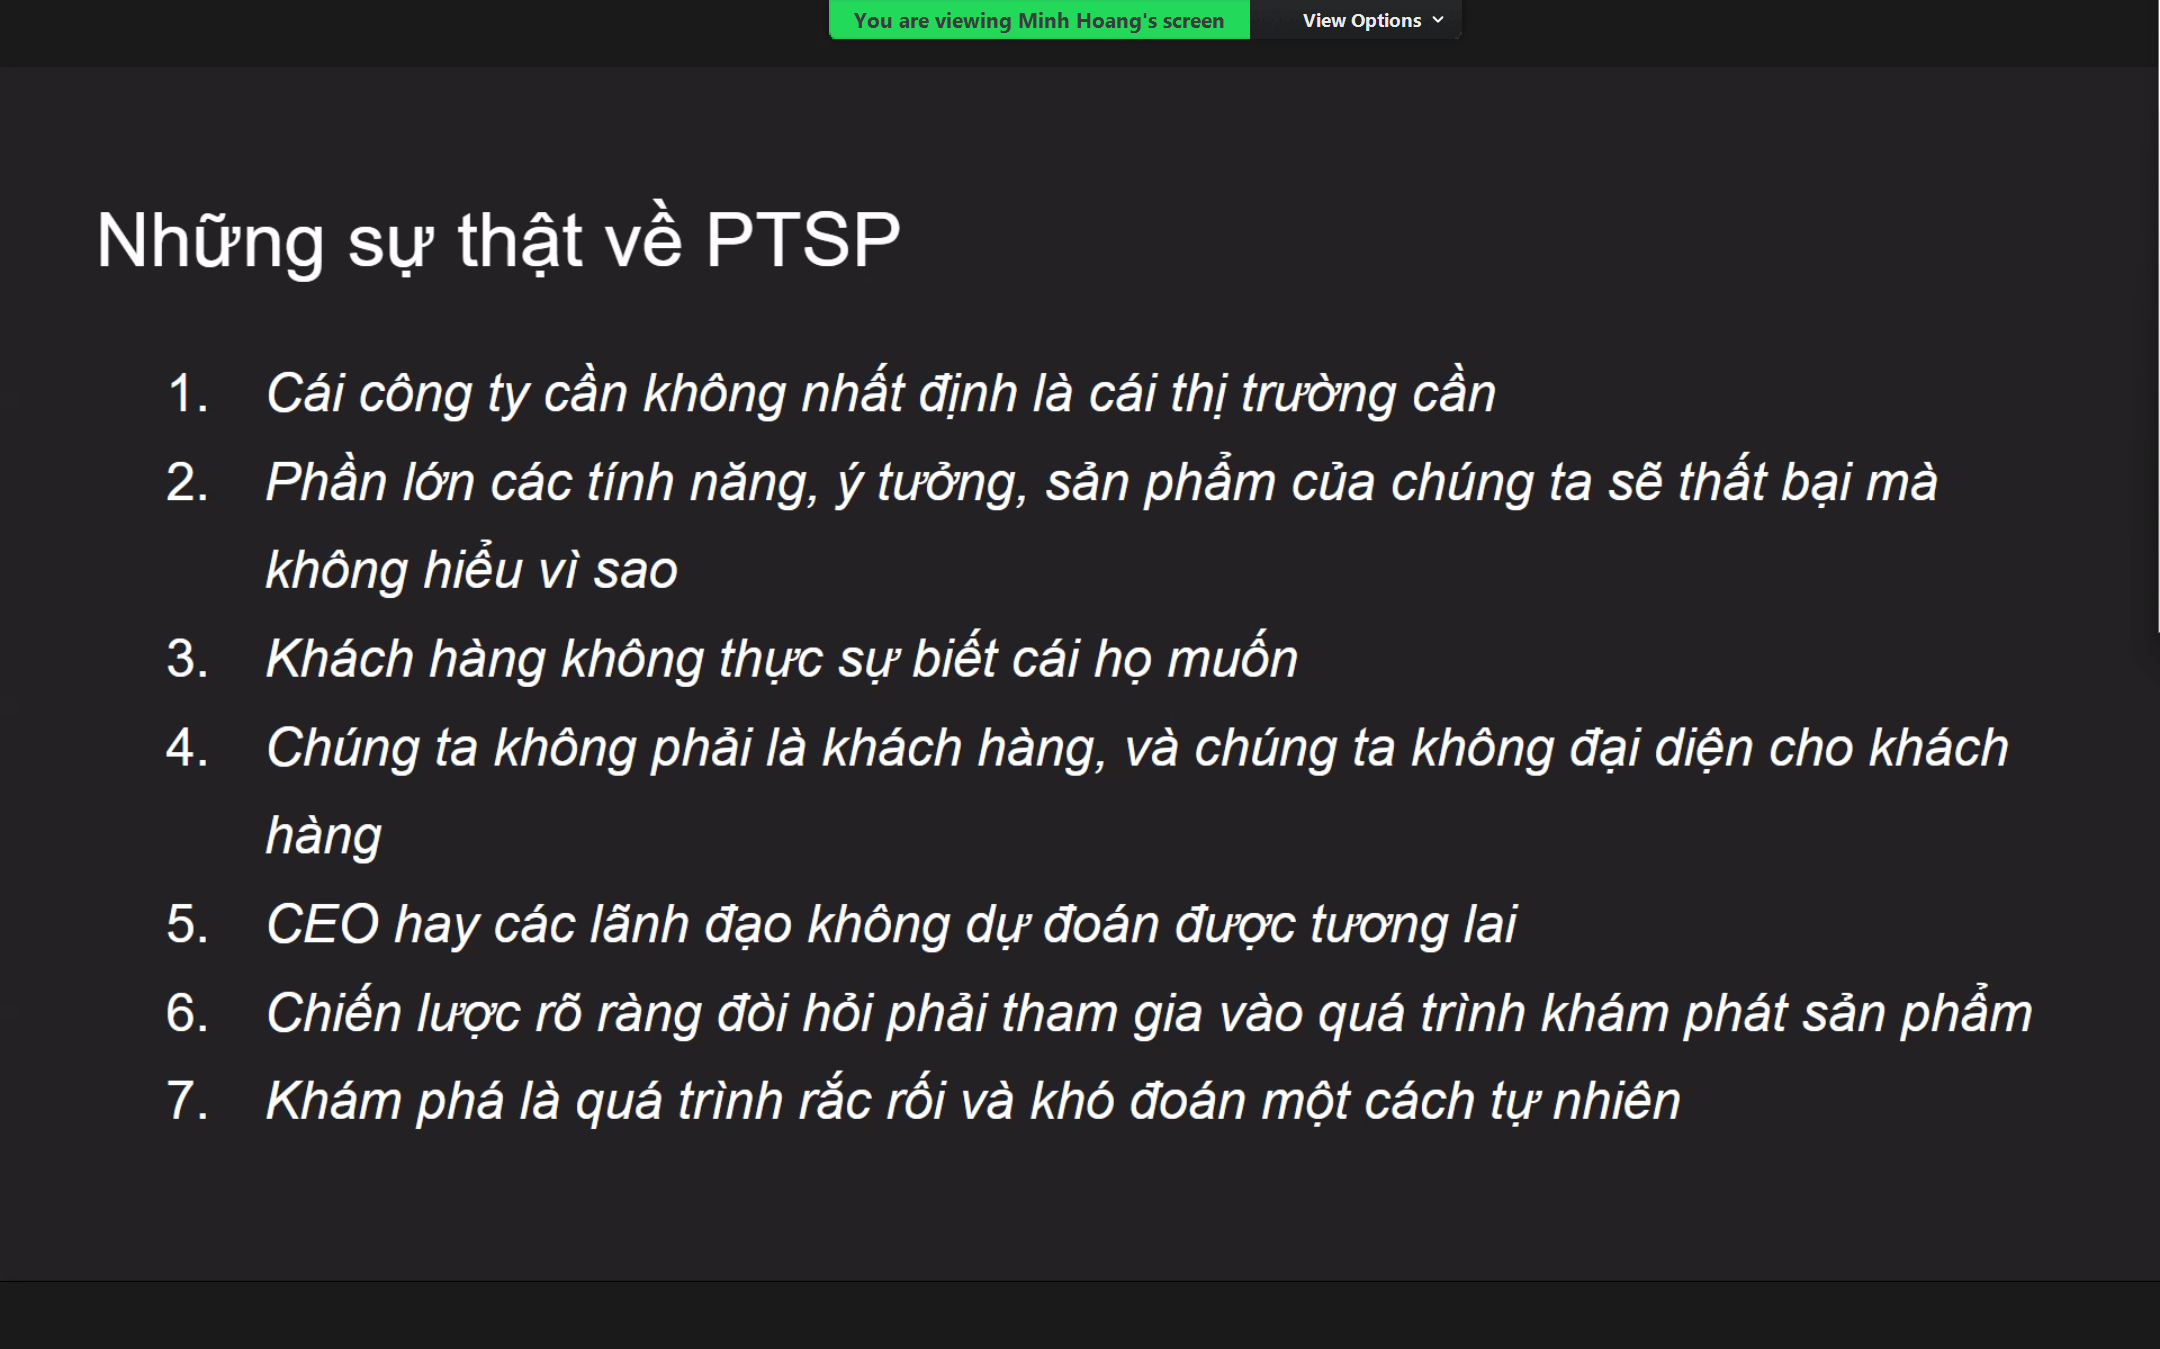 You are viewing Minh Hoang's screen
View Options
Những sự thật về PTSP
1. Cái công ty cần không nhất định là cái thị trường cần
2. Phần lớn các tính năng, ý tưởng, sản phẩm của chúng ta sẽ thất bại mà
không hiểu vì sao
3. Khách hàng không thực sự biết cái họ muốn
4. Chúng ta không phải là khách hàng, và chúng ta không đại diện cho khách
hàng
5. CEO hay các lãnh đạo không dự đoán được tương lai
6. Chiến lược rõ ràng đòi hỏi phải tham gia vào quá trình khám phát sản phẩm
7. Khám phá là quá trình rắc rối và khó đoán một cách tự nhiên